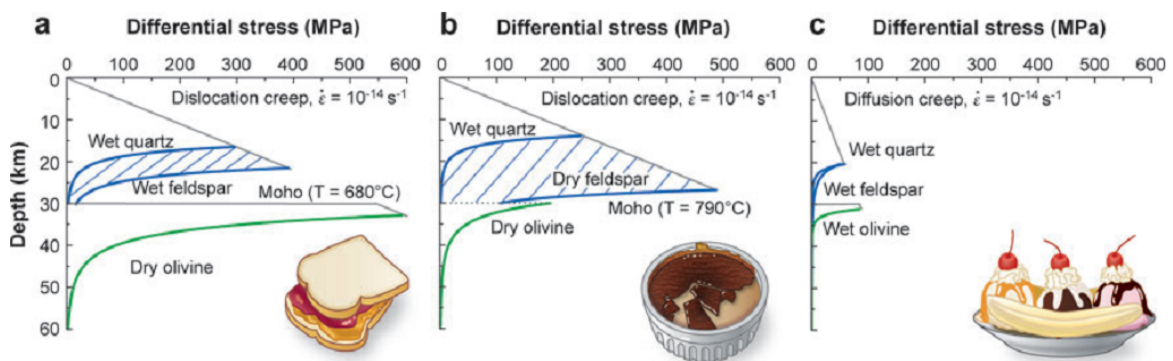 a Differential stress (MPa)
0 100 200 300 400 500 600
Dislocation creep, ε̇ = 10⁻¹⁴ s⁻¹
Wet quartz
Wet feldspar
Moho (T = 680°C)
Dry olivine
Depth (km)
0
10
20
30
40
50
60
b Differential stress (MPa)
0 100 200 300 400 500 600
Dislocation creep, ε̇ = 10⁻¹⁴ s⁻¹
Wet quartz
Dry feldspar
Moho (T = 790°C)
Dry olivine
c Differential stress (MPa)
0 100 200 300 400 500 600
Diffusion creep, ε̇ = 10⁻¹⁴ s⁻¹
Wet quartz
Wet feldspar
Wet olivine